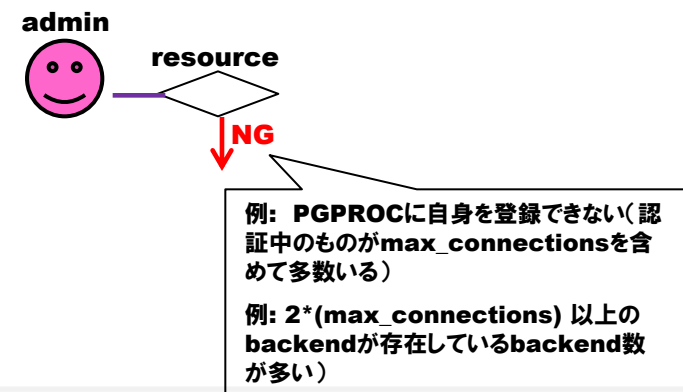 admin
resource
NG
例: PGPROCに自身を登録できない（認
証中のものがmax_connectionsを含
めて多数いる）
例: 2*(max_connections) 以上の
backendが存在しているbackend数
が多い）